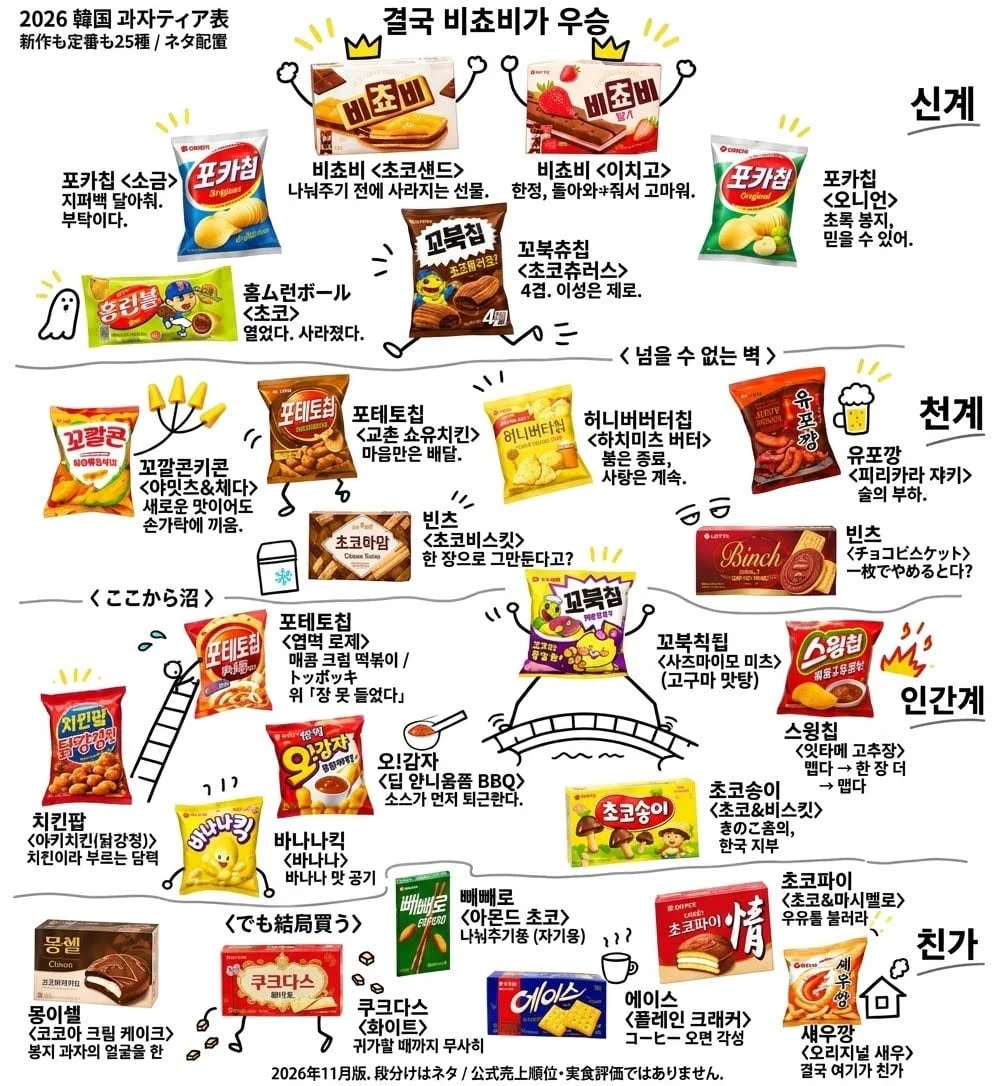 2026 韓国 과자티어表
新作も定番も25種 / ネタ配置
결국 비쵸비가 우승
신계
비쵸비
비쵸비
포카칩
Original
포카칩
Original
포카칩 <소금>
지퍼백 달아줘.
부탁이다.
비쵸비 <초코샌드>
나눠주기 전에 사라지는 선물.
비쵸비 <이치고>
한정, 돌아와→줘서 고마워.
포카칩
<오니언>
초록 봉지,
믿을 수 있어.
꼬북칩
꼬북츄칩
<초코츄러스>
4겹. 이성은 제로.
홈런볼
홈ム런ボール
<초코>
열었다. 사라졌다.
< 넘을 수 없는 벽 >
천계
꼬깔콘
꼬깔콘키콘
<야밋츠&체다>
새로운 맛이어도
손가락에 끼움.
포테토칩
포테토칩
<교촌 쇼유치킨>
마음만은 배달.
허니버터칩
허니버버터칩
<하치미츠 버터>
붐은 종료,
사탕은 계속.
유포깡
유포깡
<피리카라 쟈키>
술의 부하.
초코하맘
빈츠
<초코비스킷>
한 장으로 그만둔다고?
LOTTE
Binch
빈츠
<チョコビスケット>
一枚でやめるとだ?
< ここから沼 >
인간계
포테토칩
포테토칩
<엽떡 로제>
매콤 크럼 떡볶이 /
トッポッキ
위「잘 못 들었다」
꼬북칩
꼬북칙핍
<사즈마이모 미츠>
(고구마 맛탕)
스윙칩
스윙칩
<잇타메 고추장>
멥다 → 한 장 더
→ 맵다
치킨팝
<아키치킨(닭강청)>
치킨이라 부르는 담력
바나나킥
바나나킥
<바나나>
바나나 맛 공기
오!감자
오!감자
<딥 얀니움쫌 BBQ>
소스가 먼저 퇴근환다.
초코송이
초코송이
<초코&비스킷>
きのこ홈의,
한국 지부
<でも結局買う>
친가
몽쉘
몽이쉘
<코코아 크림 케이크>
봉지 과자의 얼굴을 한
쿠크다스
쿠크다스
<화이트>
귀가할 때까지 무사히
빼빼로
PEPERO
빼빼로
<아몬드 초코>
나눠주기풍 (자기용)
에이스
에이스
<플레인 크래커>
コーヒー 오면 각성
초코파이
情
초코파이
<초코&마시멜로>
우유틀 불러라
새우깡
새우깡
<오리지널 새우>
결국 여기가 친가
2026年11月版. 段分けはネタ / 公式売上順位・実食評価ではありません.